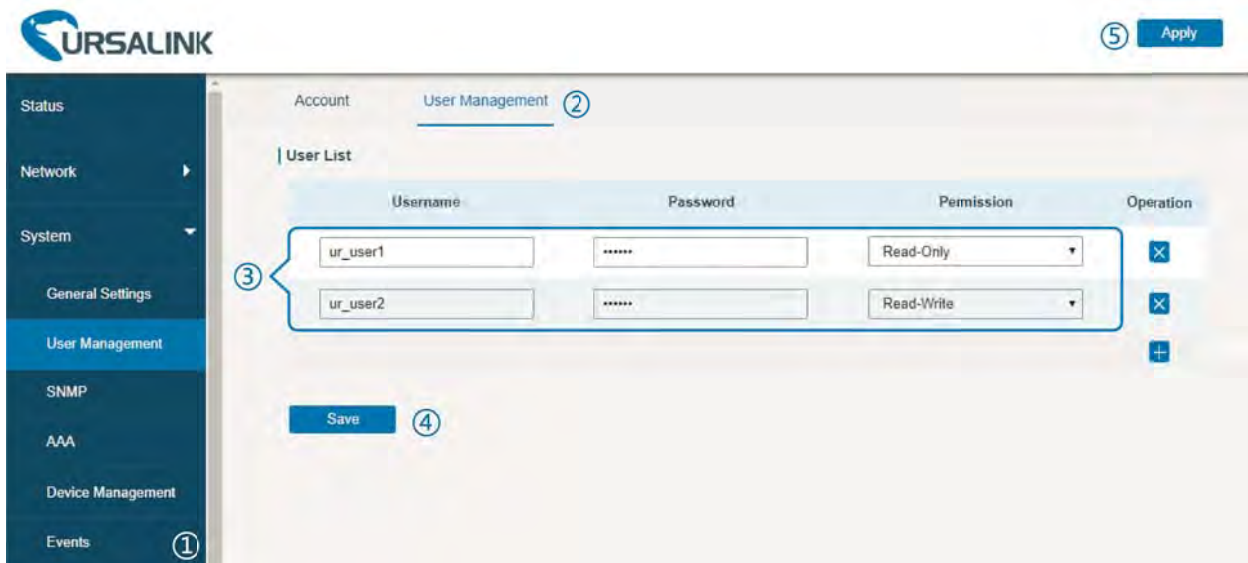 URSALINK
⑤ Apply
Status
Network
System
General Settings
User Management
SNMP
AAA
Device Management
Events ①
Account User Management ②
User List
Username Password Permission Operation
③
ur_user1 •••••• Read-Only
ur_user2 •••••• Read-Write
Save ④